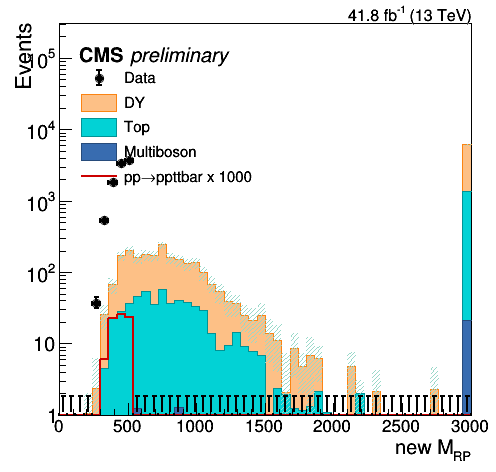 41.8 fb⁻¹ (13 TeV)
Events
CMS preliminary
Data
DY
Top
Multiboson
pp→ppttbar x 1000
10⁵
10⁴
10³
10²
10
1
0 500 1000 1500 2000 2500 3000
new M_RP